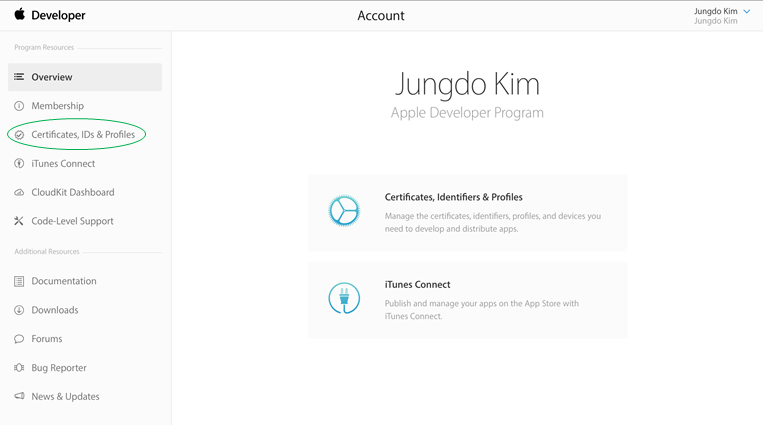 Developer
Account
Jungdo Kim
Jungdo Kim
Program Resources
Overview
Membership
Certificates, IDs & Profiles
iTunes Connect
CloudKit Dashboard
Code-Level Support
Additional Resources
Documentation
Downloads
Forums
Bug Reporter
News & Updates
Jungdo Kim
Apple Developer Program
Certificates, Identifiers & Profiles
Manage the certificates, identifiers, profiles, and devices you
need to develop and distribute apps.
iTunes Connect
Publish and manage your apps on the App Store with
iTunes Connect.